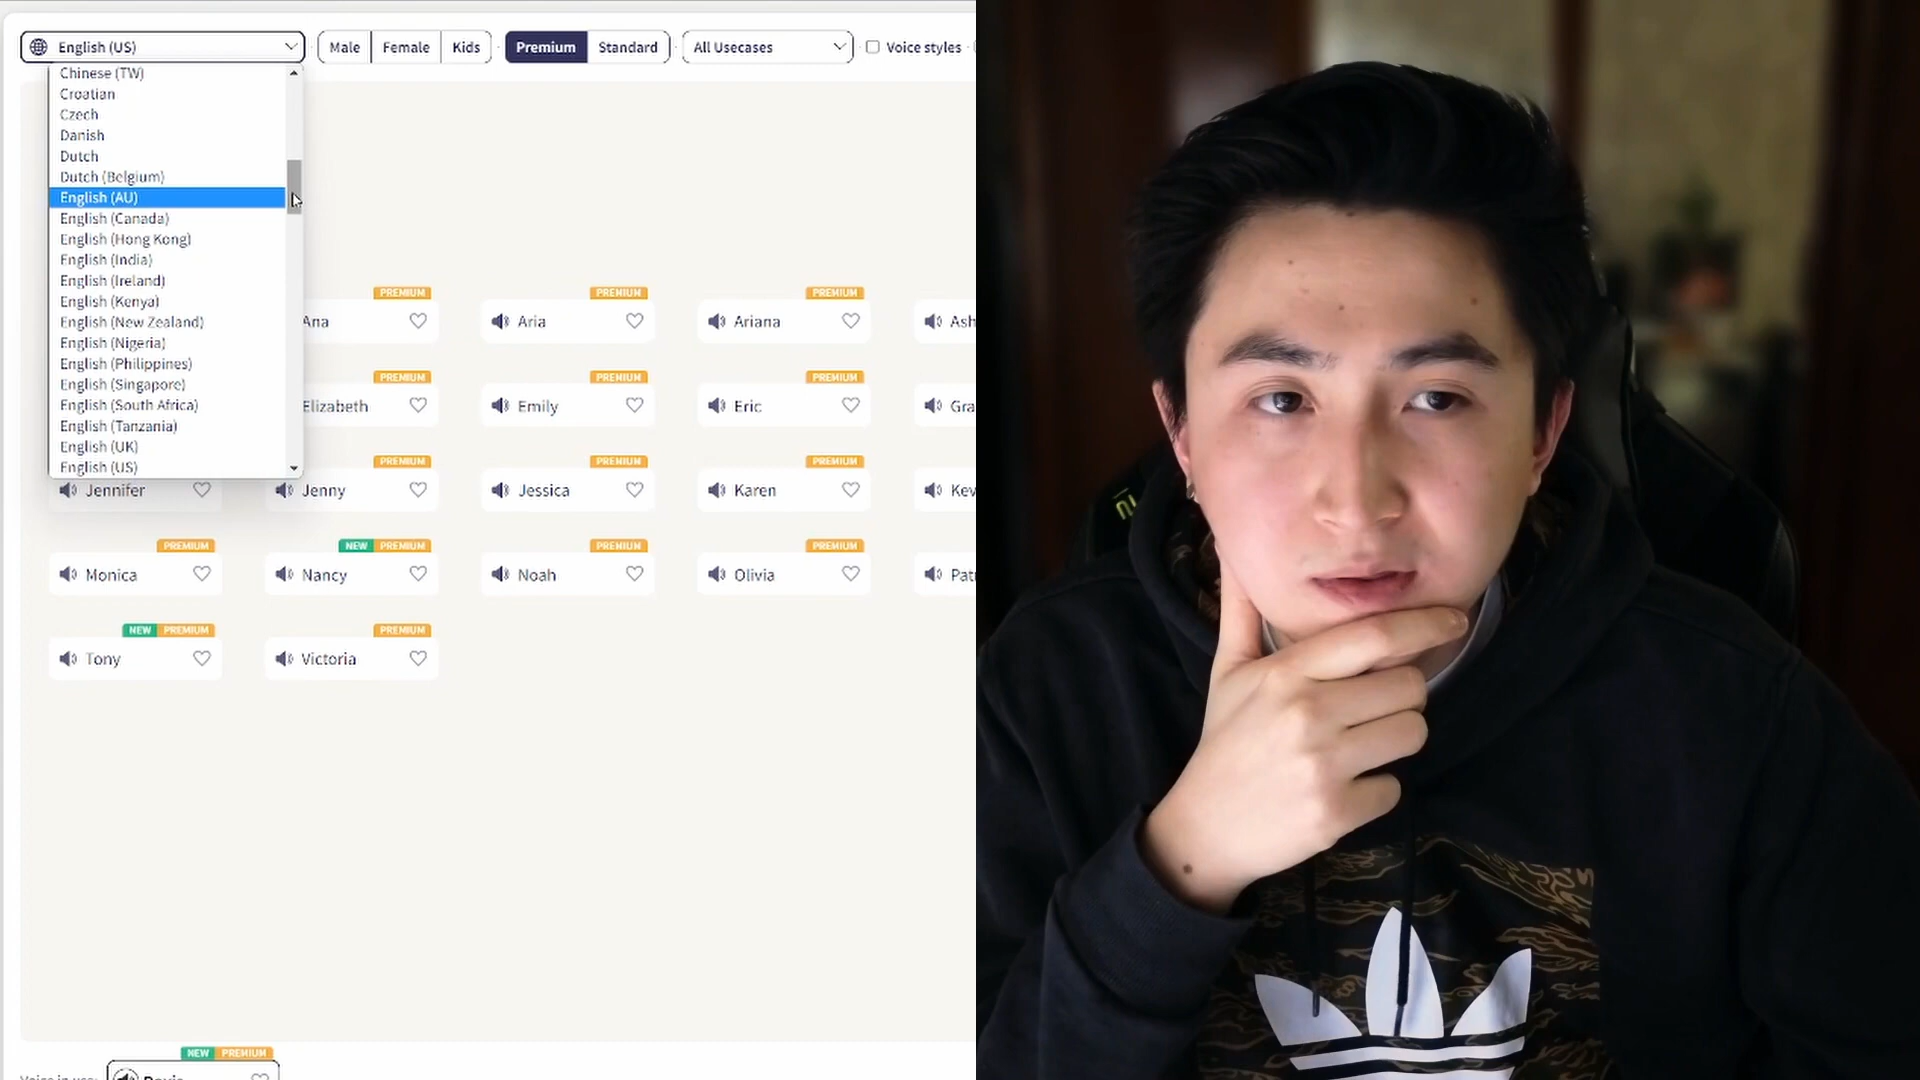 English (US)
Male
Female
Kids
Premium
Standard
All Usecases
Voice styles
Chinese (TW)
Croatian
Czech
Danish
Dutch
Dutch (Belgium)
English (AU)
English (Canada)
English (Hong Kong)
English (India)
English (Ireland)
English (Kenya)
English (New Zealand)
English (Nigeria)
English (Philippines)
English (Singapore)
English (South Africa)
English (Tanzania)
English (UK)
English (US)
PREMIUM
PREMIUM
PREMIUM
Ana
Aria
Ariana
Ash
PREMIUM
PREMIUM
PREMIUM
Elizabeth
Emily
Eric
Gra
PREMIUM
PREMIUM
PREMIUM
Jennifer
Jenny
Jessica
Karen
Kev
PREMIUM
NEW PREMIUM
PREMIUM
PREMIUM
Monica
Nancy
Noah
Olivia
Pat
NEW PREMIUM
PREMIUM
Tony
Victoria
NEW PREMIUM